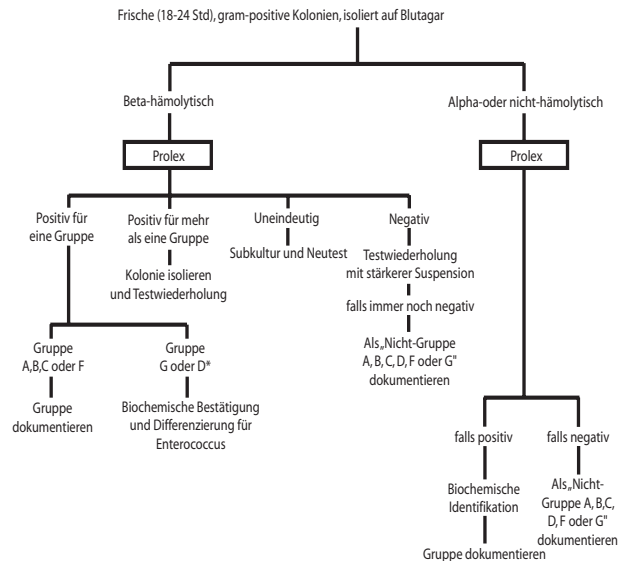 Frische (18-24 Std), gram-positive Kolonien, isoliert auf Blutagar
Beta-hämolytisch
Alpha-oder nicht-hämolytisch
Prolex
Prolex
Positiv für
eine Gruppe
Positiv für mehr
als eine Gruppe
Kolonie isolieren
und Testwiederholung
Uneindeutig
Subkultur und Neutest
Negativ
Testwiederholung
mit stärkerer Suspension
falls immer noch negativ
Als„Nicht-Gruppe
A, B, C, D, F oder G"
dokumentieren
Gruppe
A,B,C oder F
Gruppe
dokumentieren
Gruppe
G oder D*
Biochemische Bestätigung
und Differenzierung für
Enterococcus
falls positiv
Biochemische
Identifikation
Gruppe dokumentieren
falls negativ
Als„Nicht-
Gruppe A, B,C,
D, F oder G"
dokumentieren